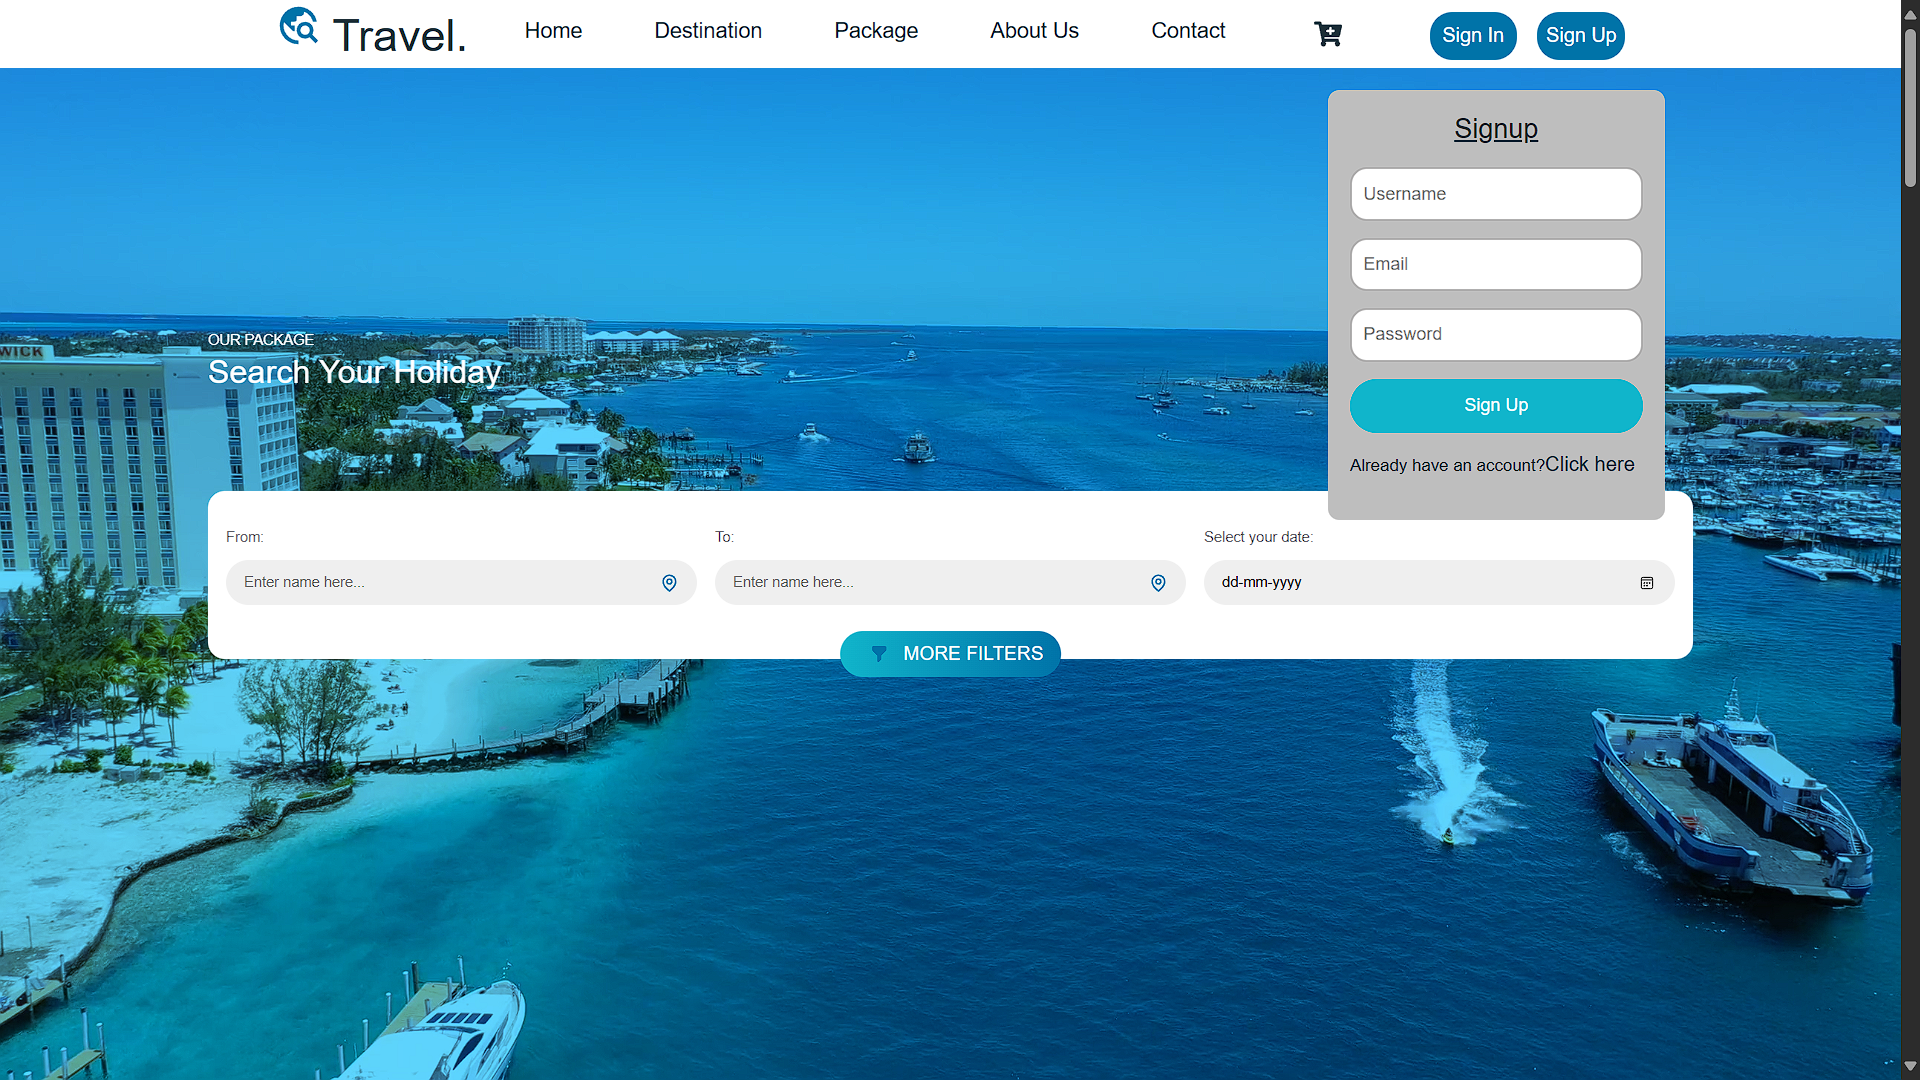 Travel.
Home
Destination
Package
About Us
Contact
Sign In
Sign Up
Signup
Username
Email
Password
Sign Up
Already have an account?Click here
WICK
OUR PACKAGE
Search Your Holiday
From:
To:
Select your date:
Enter name here...
Enter name here...
dd-mm-yyyy
MORE FILTERS